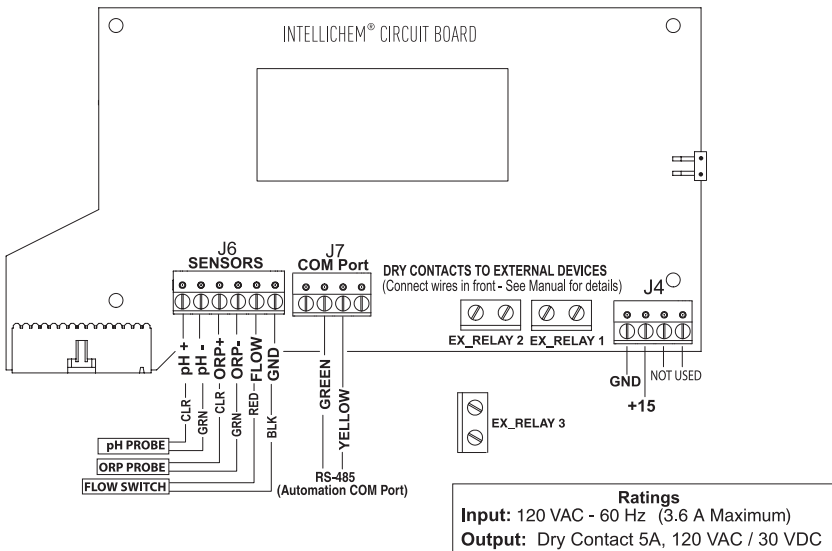 INTELLICHEM® CIRCUIT BOARD
J6
SENSORS
J7
COM Port
DRY CONTACTS TO EXTERNAL DEVICES
(Connect wires in front - See Manual for details)
J4
EX_RELAY 2
EX_RELAY 1
pH +
pH -
ORP+
ORP-
FLOW
GND
CLR
GRN
CLR
GRN
RED
BLK
GREEN
YELLOW
GND
+15
NOT USED
EX_RELAY 3
pH PROBE
ORP PROBE
FLOW SWITCH
RS-485
(Automation COM Port)
Ratings
Input: 120 VAC - 60 Hz (3.6 A Maximum)
Output: Dry Contact 5A, 120 VAC / 30 VDC